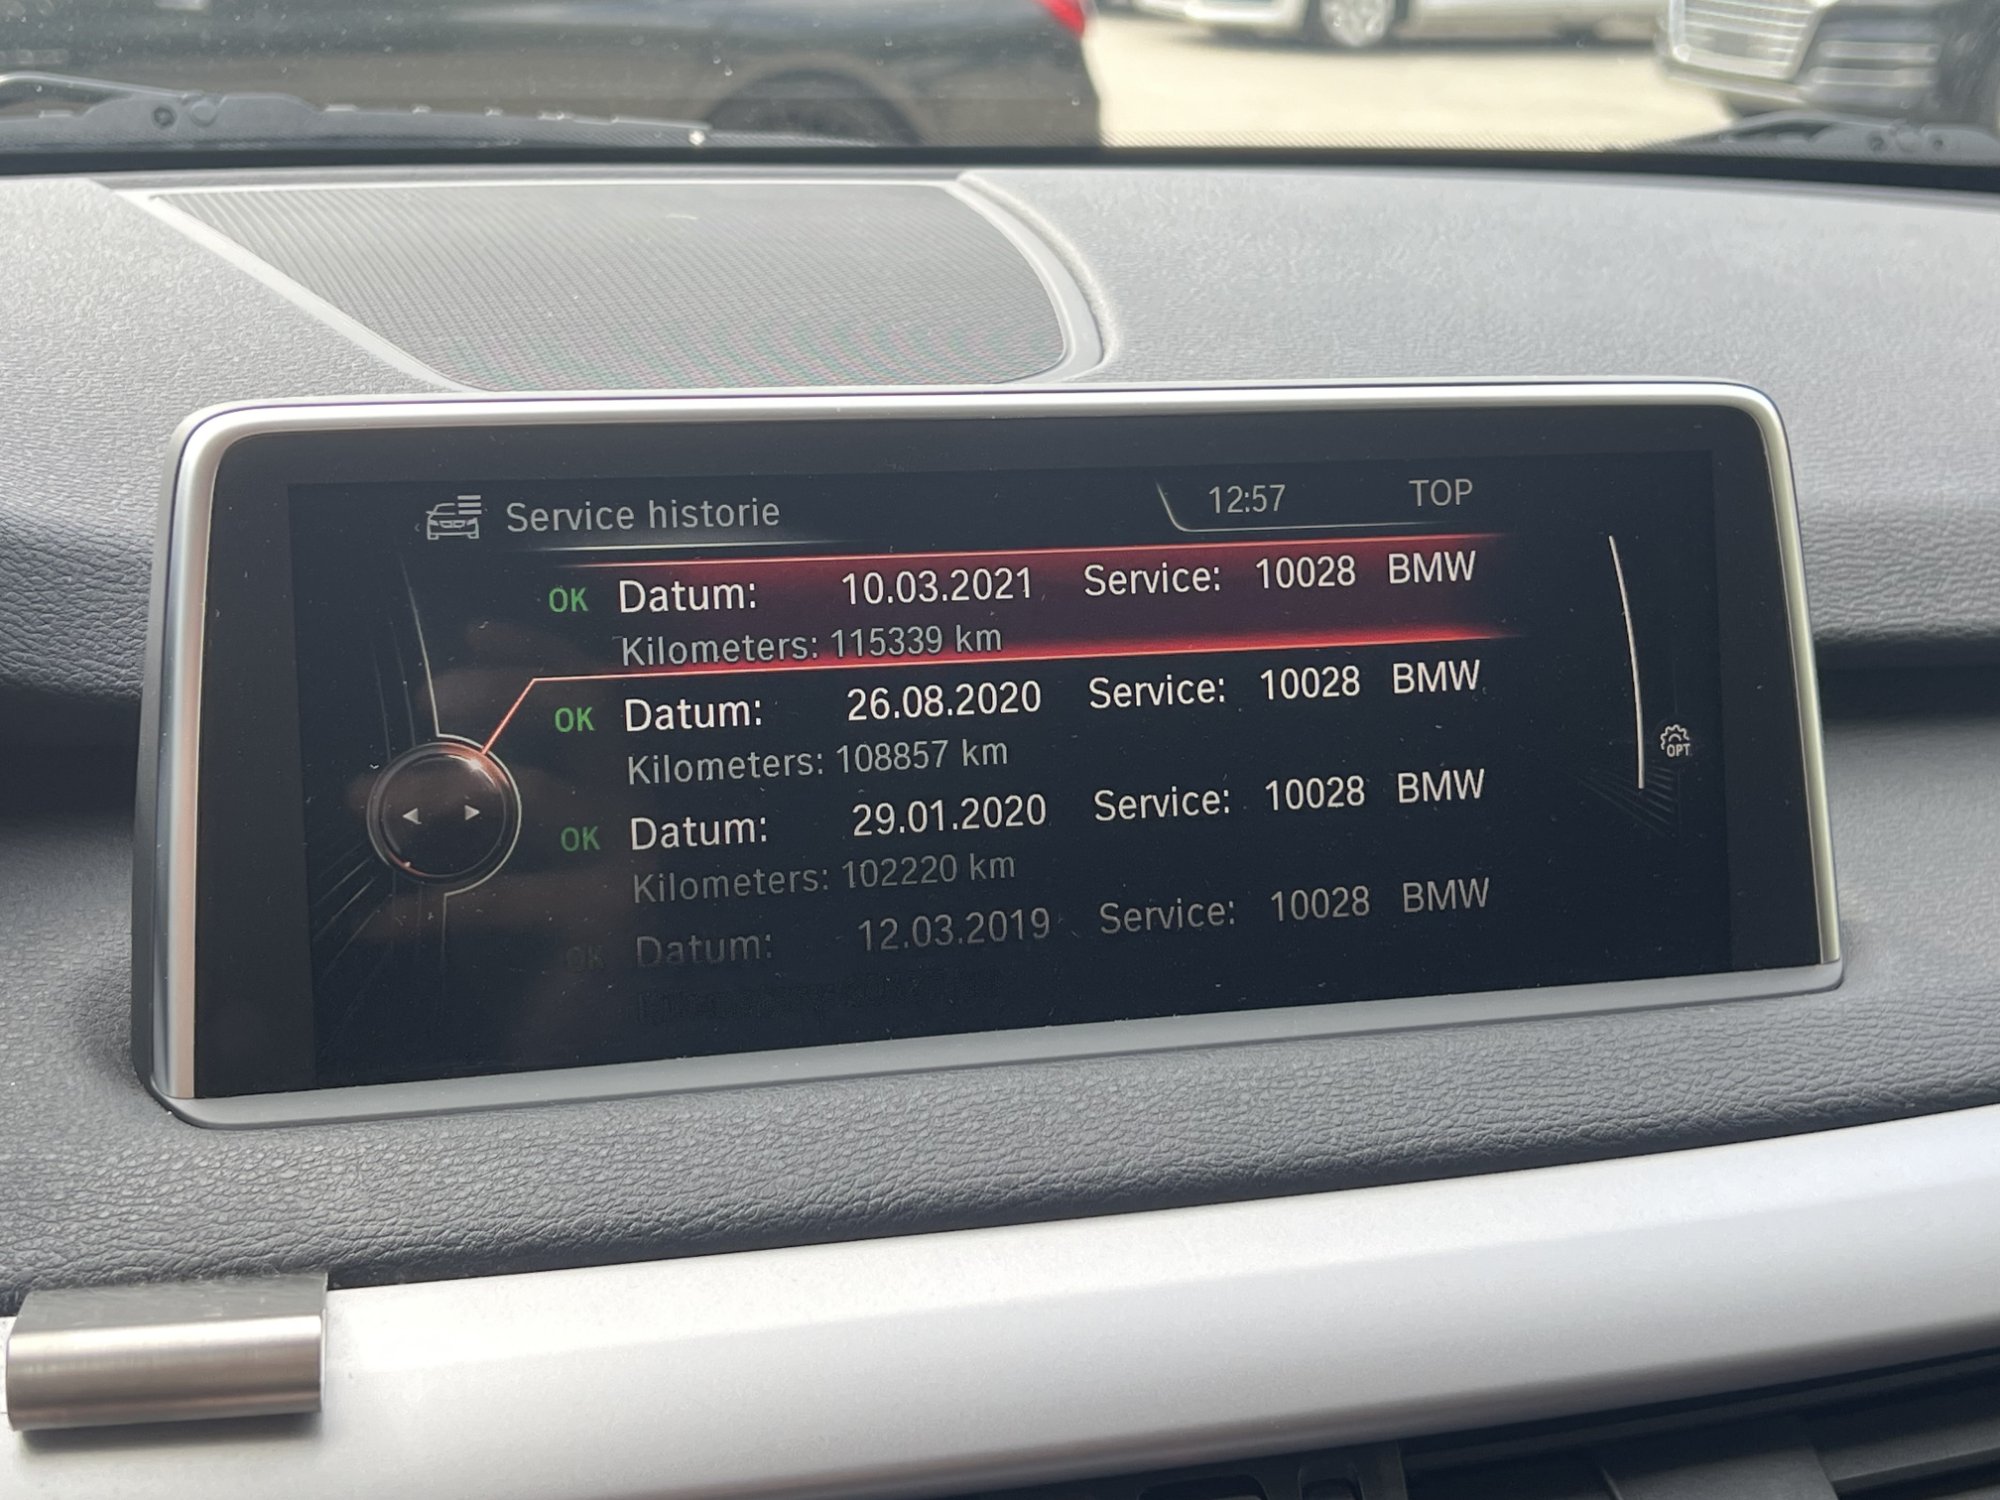 Service historie 12:57 TOP
OK Datum: 10.03.2021 Service: 10028 BMW
Kilometers: 115339 km
OK Datum: 26.08.2020 Service: 10028 BMW
Kilometers: 108857 km
OK Datum: 29.01.2020 Service: 10028 BMW
Kilometers: 102220 km
OK Datum: 12.03.2019 Service: 10028 BMW
OPT